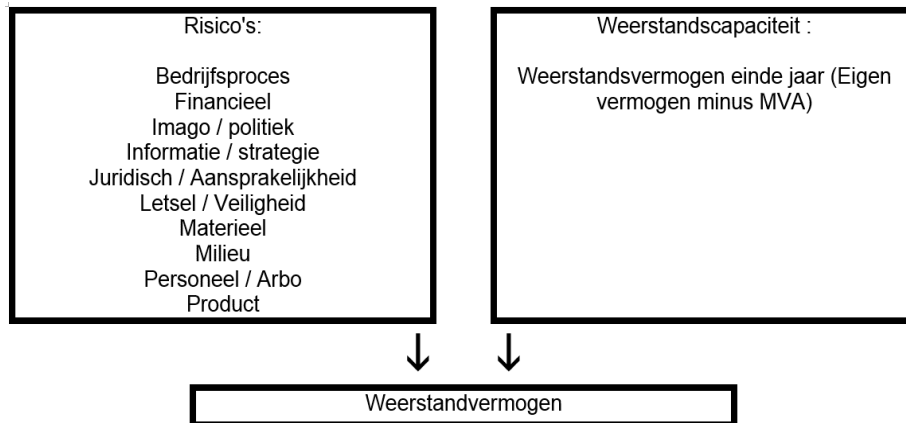 Risico's:
Bedrijfsproces
Financieel
Imago / politiek
Informatie / strategie
Juridisch / Aansprakelijkheid
Letsel / Veiligheid
Materieel
Milieu
Personeel / Arbo
Product
Weerstandscapaciteit :
Weerstandsvermogen einde jaar (Eigen
vermogen minus MVA)
Weerstandvermogen